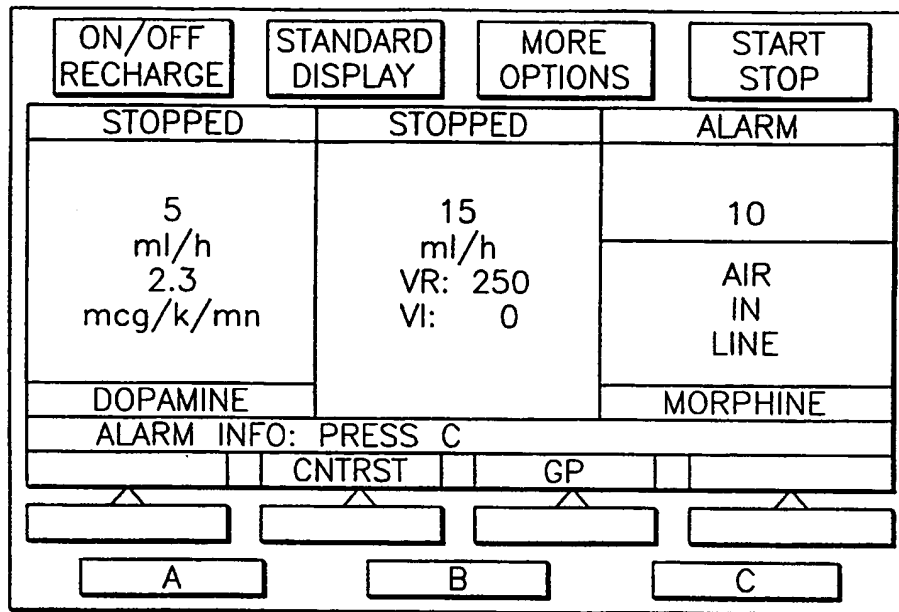 ON/OFF RECHARGE
STANDARD DISPLAY
MORE OPTIONS
START STOP
STOPPED
STOPPED
ALARM
5
ml/h
2.3
mcg/k/mn
15
ml/h
VR: 250
VI: 0
10
AIR
IN
LINE
DOPAMINE
MORPHINE
ALARM INFO: PRESS C
CNTRST
GP
A
B
C